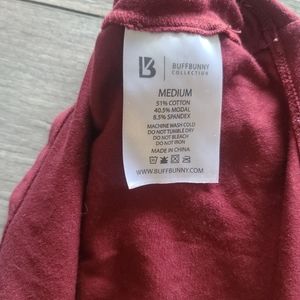 BUFFBUNNY
COLLECTION
MEDIUM
51% COTTON
40.5% MODAL
8.5% SPANDEX
MACHINE WASH COLD
DO NOT TUMBLE DRY
DO NOT BLEACH
DO NOT IRON
MADE IN CHINA
WWW.BUFFBUNNY.COM